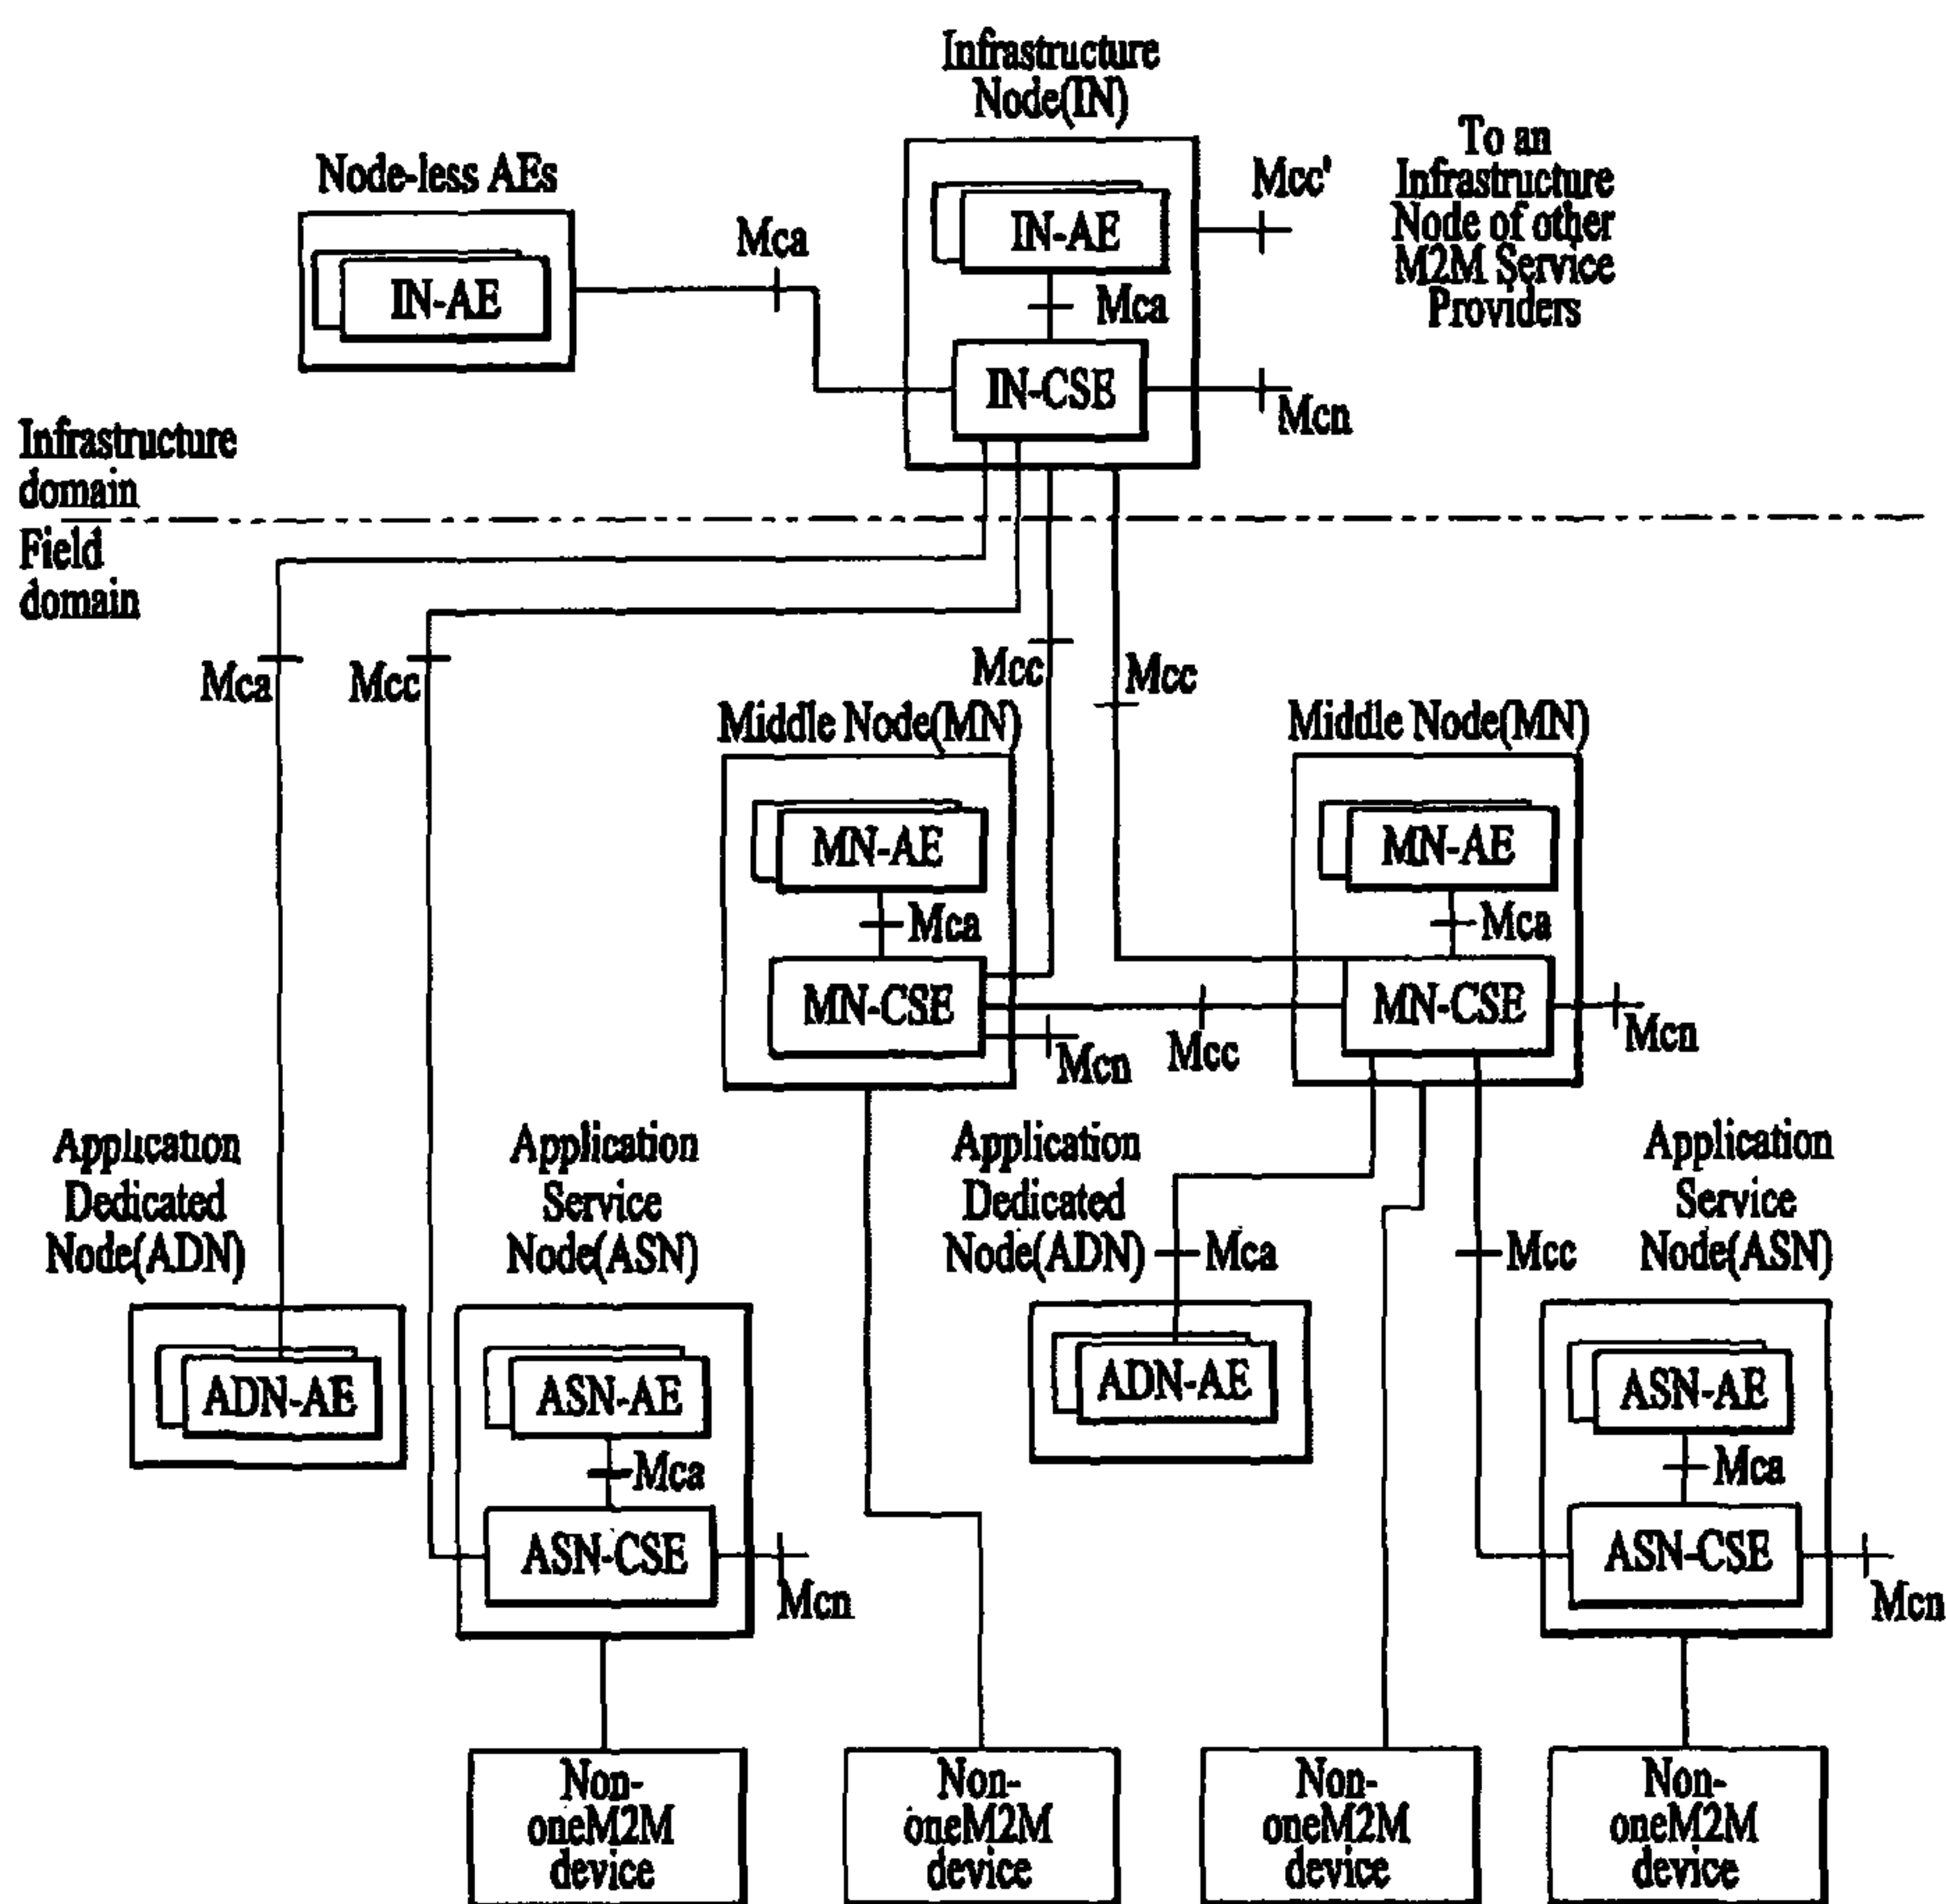 Infrastructure
Node(IN)
To an
Infrastructure
Node of other
M2M Service
Providers
Node-less AEs
Mcc'
IN-AE
Mca
IN-AE
Mca
IN-CSE
Mcn
Infrastructure
domain
Field
domain
Mca
Mcc
Mcc
Mcc
Middle Node(MN)
Middle Node(MN)
MN-AE
MN-AE
Mca
Mca
MN-CSE
MN-CSE
Mcn
Mcc
Mcn
Application
Dedicated
Node(ADN)
Application
Service
Node(ASN)
Application
Dedicated
Node(ADN)
Mca
Mcc
Application
Service
Node(ASN)
ADN-AE
ASN-AE
ADN-AE
ASN-AE
Mca
Mca
ASN-CSE
ASN-CSE
Mcn
Mcn
Non-
oneM2M
device
Non-
oneM2M
device
Non-
oneM2M
device
Non-
oneM2M
device